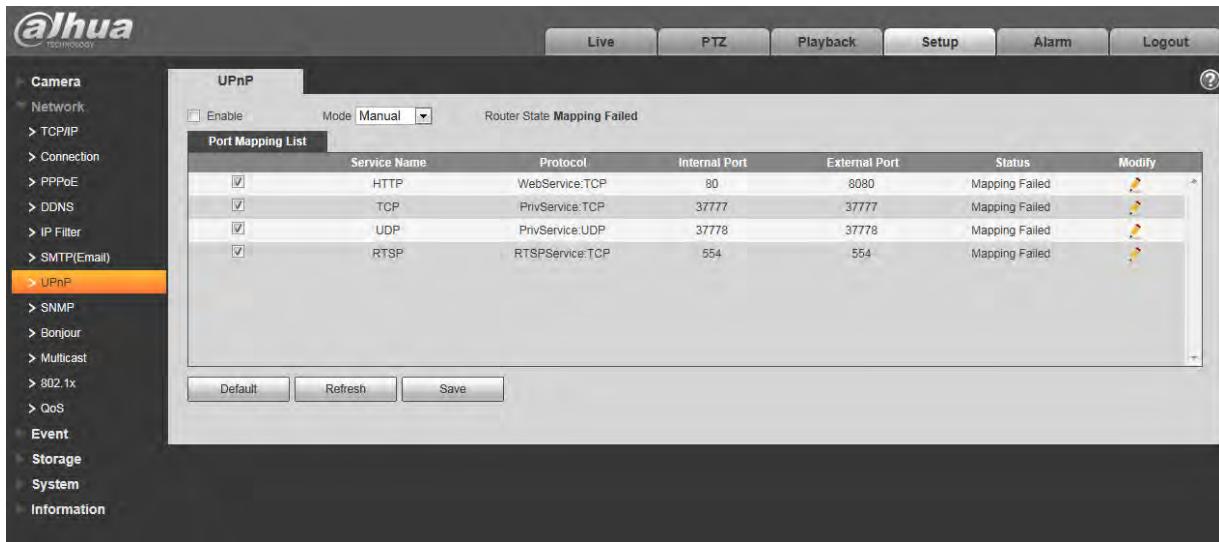 alhua
TECHNOLOGY
Live PTZ Playback Setup Alarm Logout
Camera
Network
> TCP/IP
> Connection
> PPPoE
> DDNS
> IP Filter
> SMTP(Email)
> UPnP
> SNMP
> Bonjour
> Multicast
> 802.1x
> QoS
Event
Storage
System
Information
UPnP
?
Enable Mode Manual Router State Mapping Failed
Port Mapping List
Service Name Protocol Internal Port External Port Status Modify
HTTP WebService:TCP 80 8080 Mapping Failed
TCP PrivService:TCP 37777 37777 Mapping Failed
UDP PrivService:UDP 37778 37778 Mapping Failed
RTSP RTSPService:TCP 554 554 Mapping Failed
Default Refresh Save